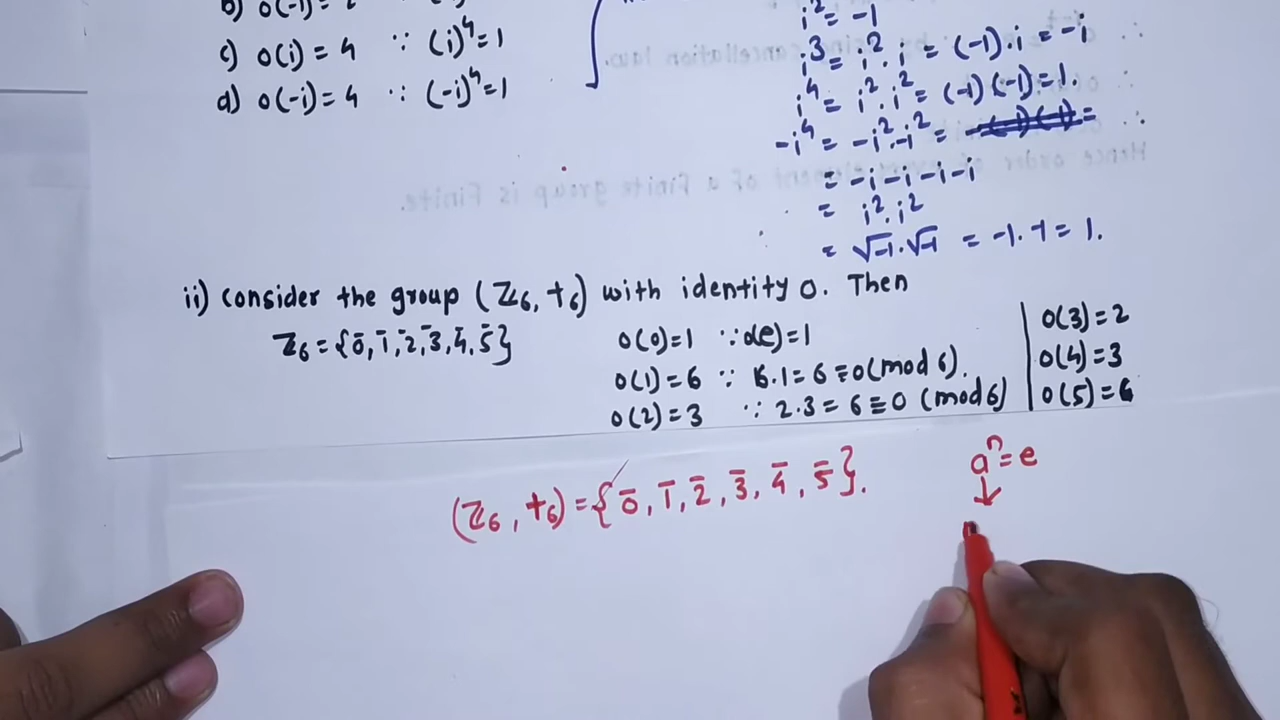 b) o(-1) = 2
c) o(i) = 4 ∵ (i)⁴=1
d) o(-i) = 4 ∵ (-i)⁴=1
i² = -1
i³ = i².i = (-1).i = -i
i⁴ = i².i² = (-1)(-1)=1.
-i⁴ = -i².-i² =
= -i-i-i-i
= i².i²
= √-1.√-1 = -1.-1 = 1.
ii) consider the group (Z₆, +₆) with identity 0. Then
Z₆ = {0̄, 1̄, 2̄, 3̄, 4̄, 5̄}
o(0)=1 ∵ o(e)=1
o(1)=6 ∵ 6.1=6≡0(mod 6).
o(2)=3 ∵ 2.3=6≡0 (mod 6)
o(3)=2
o(4)=3
o(5)=6
(Z₆, +₆) = {0̄, 1̄, 2̄, 3̄, 4̄, 5̄}.
aⁿ=e
↓